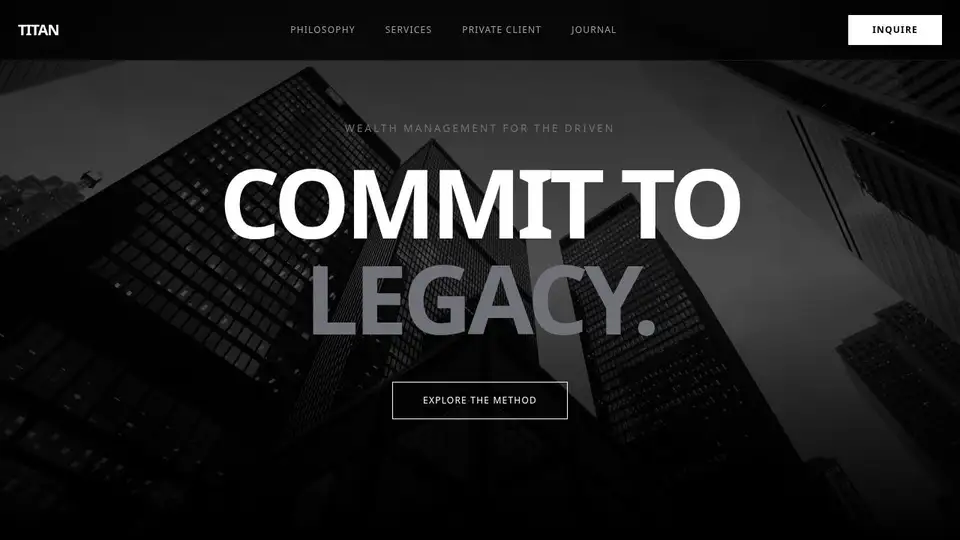 TITAN
PHILOSOPHY
SERVICES
PRIVATE CLIENT
JOURNAL
INQUIRE
WEALTH MANAGEMENT FOR THE DRIVEN
COMMIT TO
LEGACY.
EXPLORE THE METHOD